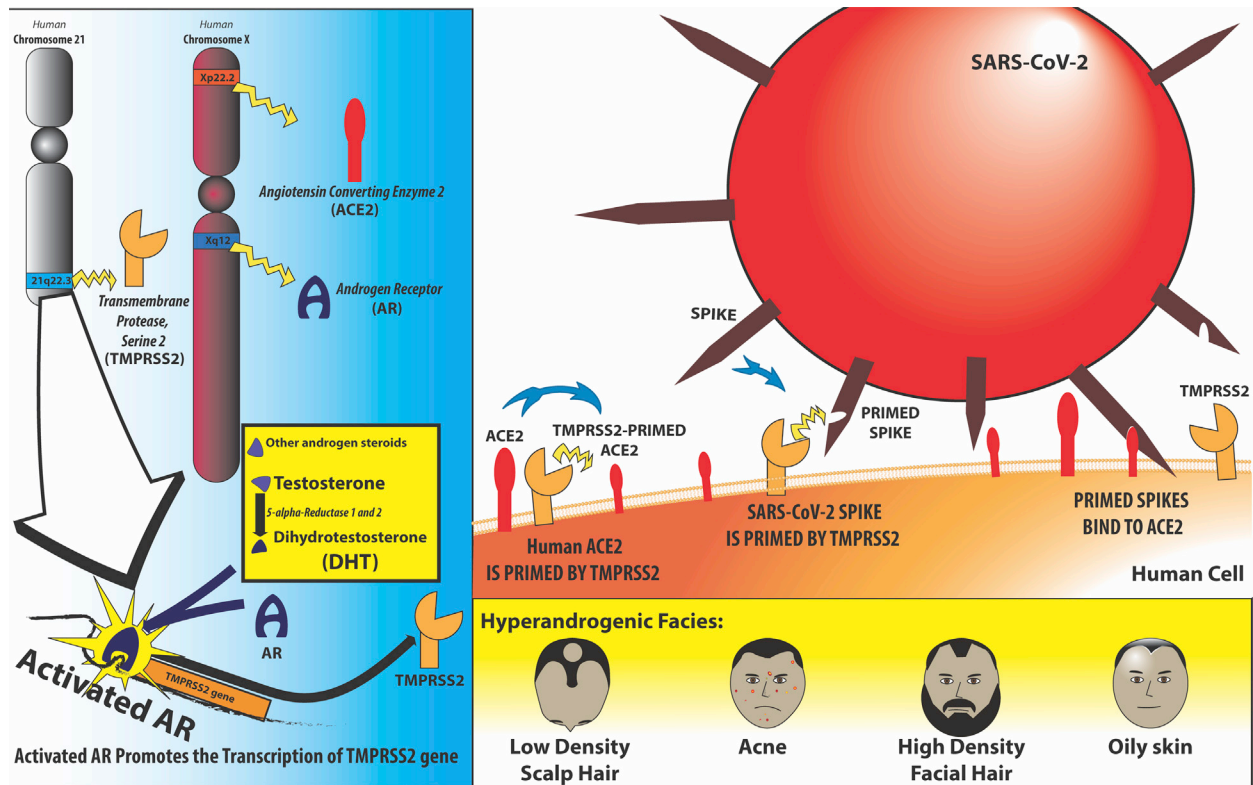 Human
Chromosome 21
Human
Chromosome X
Xp22.2
Angiotensin Converting Enzyme 2
(ACE2)
Xq12
Androgen Receptor
(AR)
21q22.3
Transmembrane
Protease,
Serine 2
(TMPRSS2)
Other androgen steroids
Testosterone
5-alpha-Reductase 1 and 2
Dihydrotestosterone
(DHT)
AR
TMPRSS2
TMPRSS2 gene
Activated AR
Activated AR Promotes the Transcription of TMPRSS2 gene
SARS-CoV-2
SPIKE
PRIMED
SPIKE
TMPRSS2
ACE2
TMPRSS2-PRIMED
ACE2
Human ACE2
IS PRIMED BY TMPRSS2
SARS-CoV-2 SPIKE
IS PRIMED BY TMPRSS2
PRIMED SPIKES
BIND TO ACE2
Human Cell
Hyperandrogenic Facies:
Low Density
Scalp Hair
Acne
High Density
Facial Hair
Oily skin